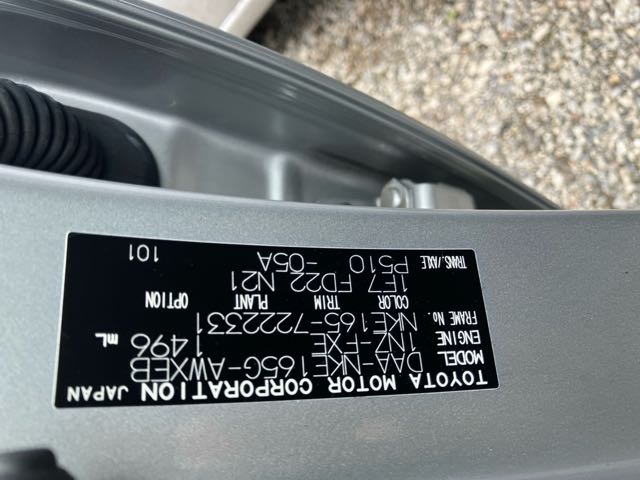 TOYOTA MOTOR CORPORATION JAPAN
MODEL DAA-NKE165G-AWXEB
ENGINE 1NZ-FXE 1496 mL
FRAME No. NKE165-7222331
COLOR TRIM PLANT OPTION
1F7 FD22 N21
TRANS./AXLE P510 -05A
101